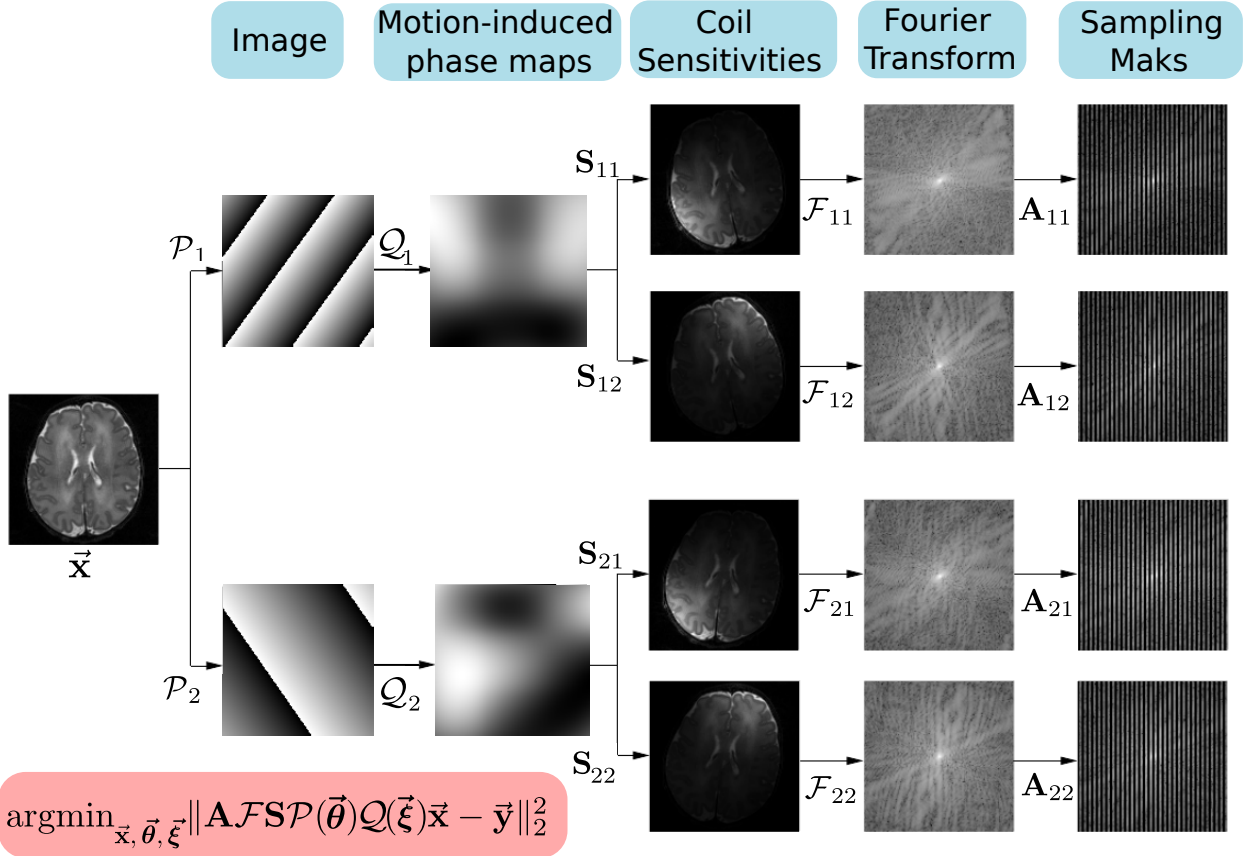 Image
Motion-induced
phase maps
Coil
Sensitivities
Fourier
Transform
Sampling
Maks
S₁₁
𝓕₁₁
A₁₁
𝒫₁
𝒬₁
S₁₂
𝓕₁₂
A₁₂
x⃗
S₂₁
𝓕₂₁
A₂₁
𝒫₂
𝒬₂
S₂₂
𝓕₂₂
A₂₂
argmin_{x⃗, θ⃗, ξ⃗} ‖A𝓕S𝒫(θ⃗)𝒬(ξ⃗)x⃗ − y⃗‖₂²